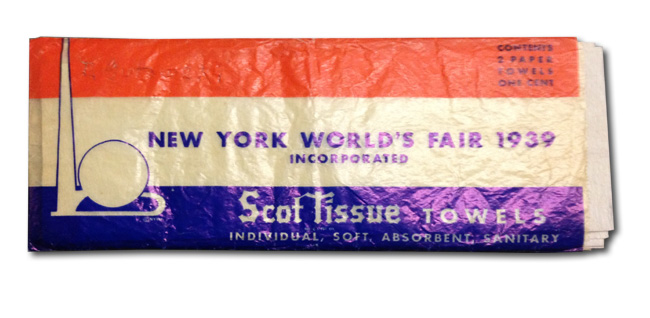 CONTENTS
2 PAPER
TOWELS
ONE CENT
NEW YORK WORLD'S FAIR 1939
INCORPORATED
ScotTissue TOWELS
INDIVIDUAL, SOFT, ABSORBENT, SANITARY